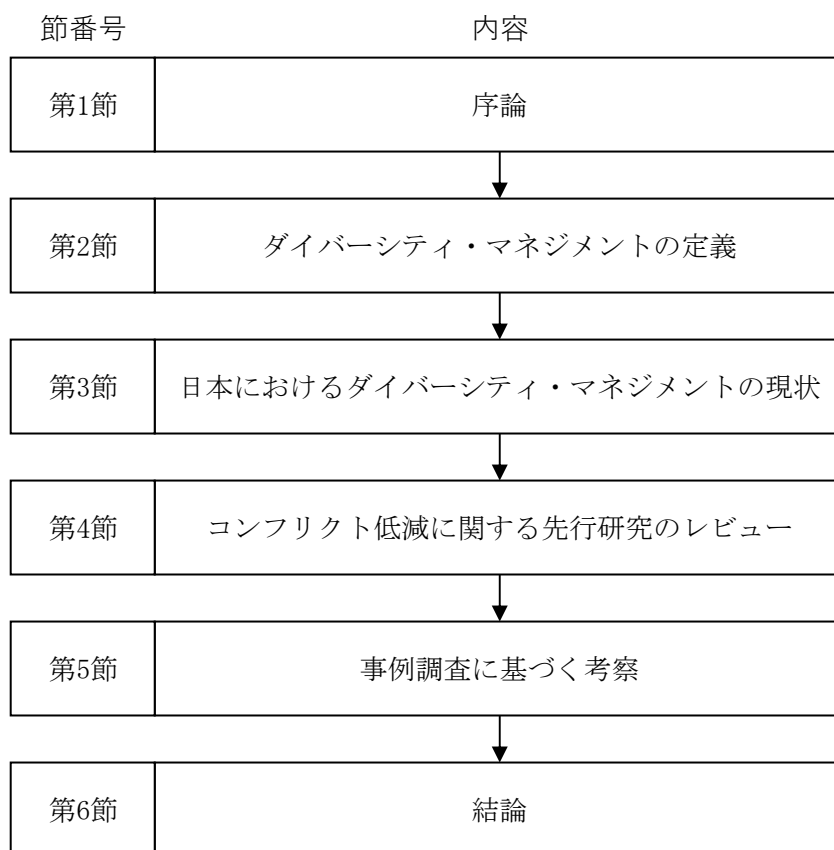 節番号 内容
第1節 序論
第2節 ダイバーシティ・マネジメントの定義
第3節 日本におけるダイバーシティ・マネジメントの現状
第4節 コンフリクト低減に関する先行研究のレビュー
第5節 事例調査に基づく考察
第6節 結論